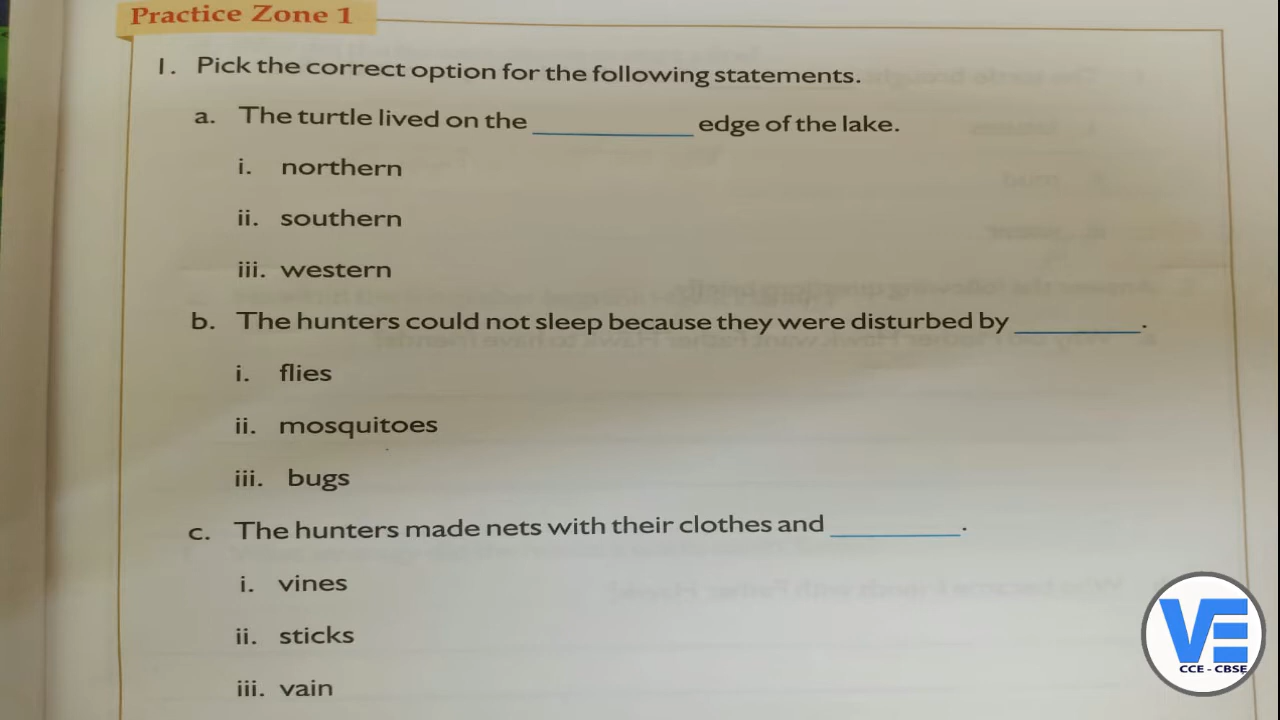 Practice Zone 1
1. Pick the correct option for the following statements.
a. The turtle lived on the __________ edge of the lake.
i. northern
ii. southern
iii. western
b. The hunters could not sleep because they were disturbed by __________.
i. flies
ii. mosquitoes
iii. bugs
c. The hunters made nets with their clothes and __________.
i. vines
ii. sticks
iii. vain
VE
CCE - CBSE